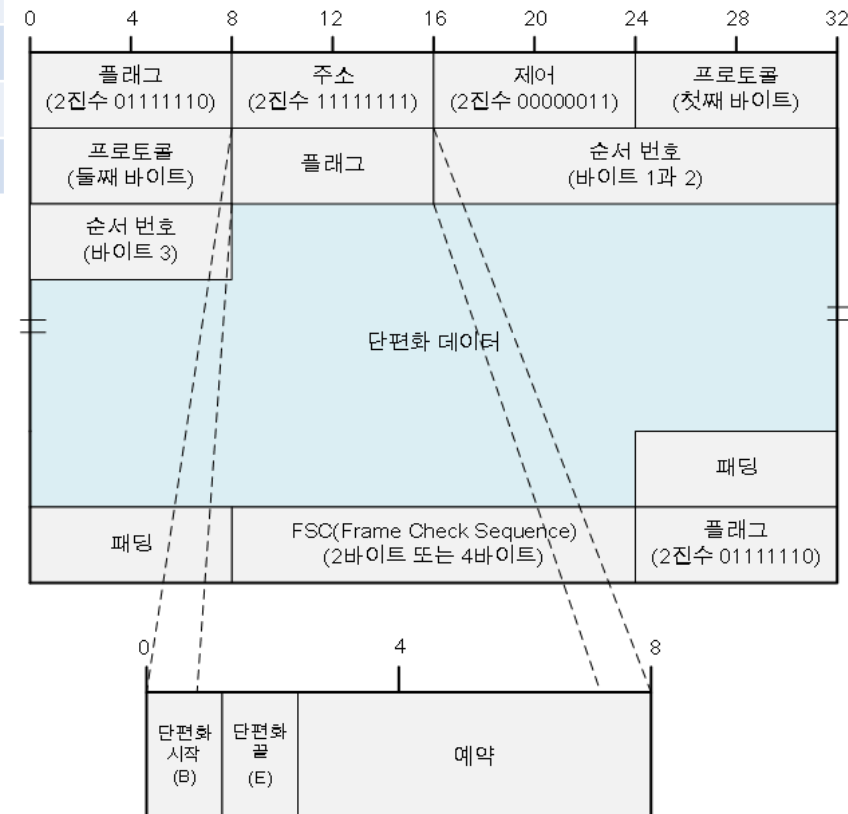 0 4 8 12 16 20 24 28 32
플래그
(2진수 01111110)
주소
(2진수 11111111)
제어
(2진수 00000011)
프로토콜
(첫째 바이트)
프로토콜
(둘째 바이트)
플래그
순서 번호
(바이트 1과 2)
순서 번호
(바이트 3)
단편화 데이터
패딩
패딩
FSC(Frame Check Sequence)
(2바이트 또는 4바이트)
플래그
(2진수 01111110)
0 4 8
단편화
시작
(B)
단편화
끝
(E)
예약